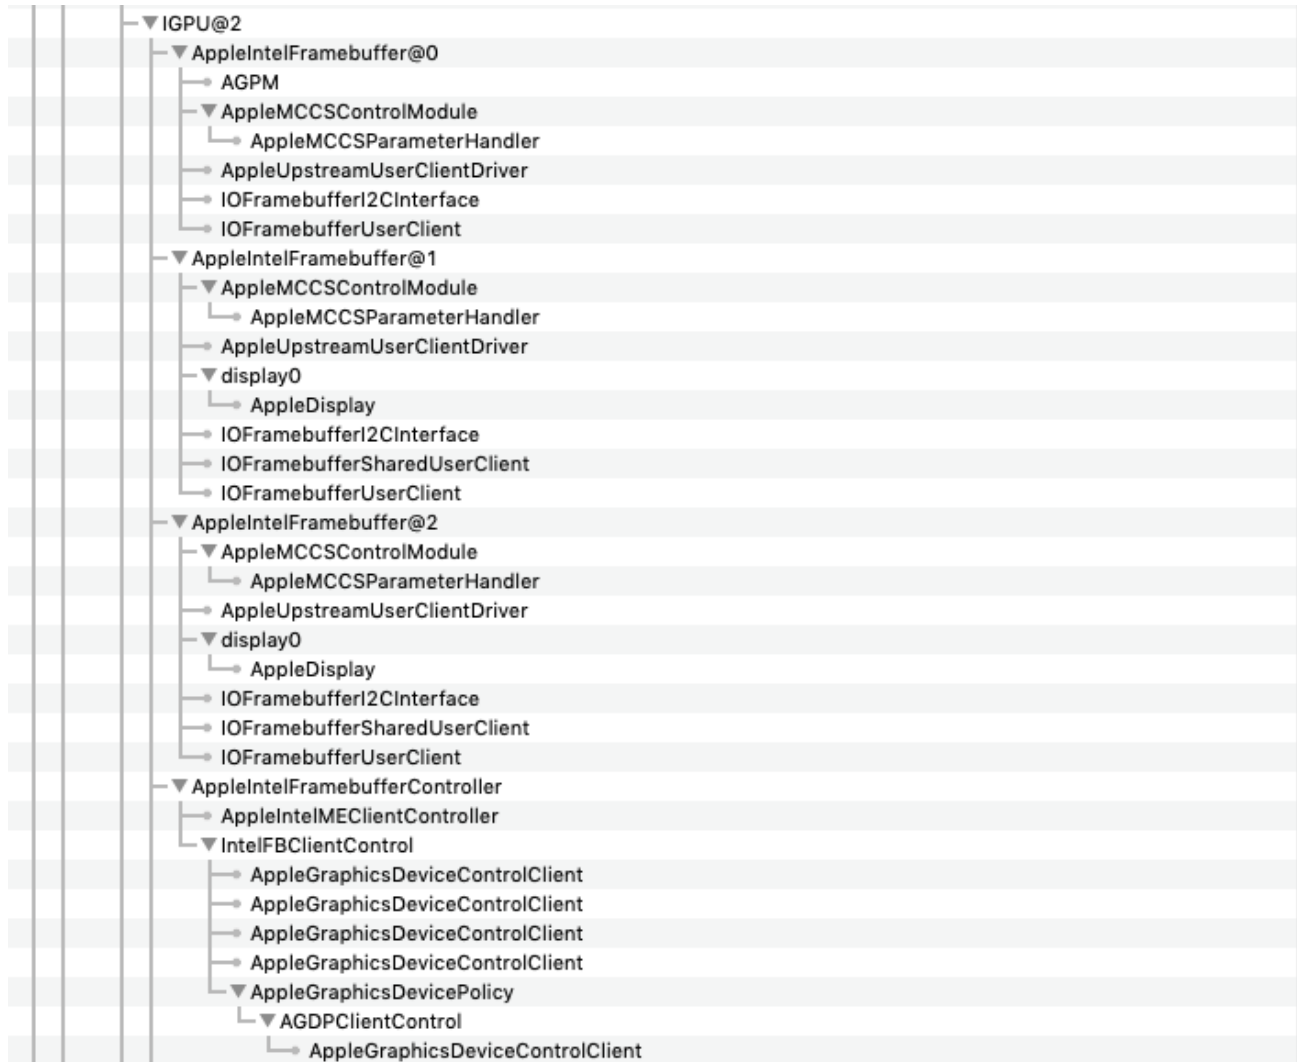 IGPU@2
AppleIntelFramebuffer@0
AGPM
AppleMCCSControlModule
AppleMCCSParameterHandler
AppleUpstreamUserClientDriver
IOFramebufferI2CInterface
IOFramebufferUserClient
AppleIntelFramebuffer@1
AppleMCCSControlModule
AppleMCCSParameterHandler
AppleUpstreamUserClientDriver
display0
AppleDisplay
IOFramebufferI2CInterface
IOFramebufferSharedUserClient
IOFramebufferUserClient
AppleIntelFramebuffer@2
AppleMCCSControlModule
AppleMCCSParameterHandler
AppleUpstreamUserClientDriver
display0
AppleDisplay
IOFramebufferI2CInterface
IOFramebufferSharedUserClient
IOFramebufferUserClient
AppleIntelFramebufferController
AppleIntelMEClientController
IntelFBClientControl
AppleGraphicsDeviceControlClient
AppleGraphicsDeviceControlClient
AppleGraphicsDeviceControlClient
AppleGraphicsDeviceControlClient
AppleGraphicsDevicePolicy
AGDPClientControl
AppleGraphicsDeviceControlClient